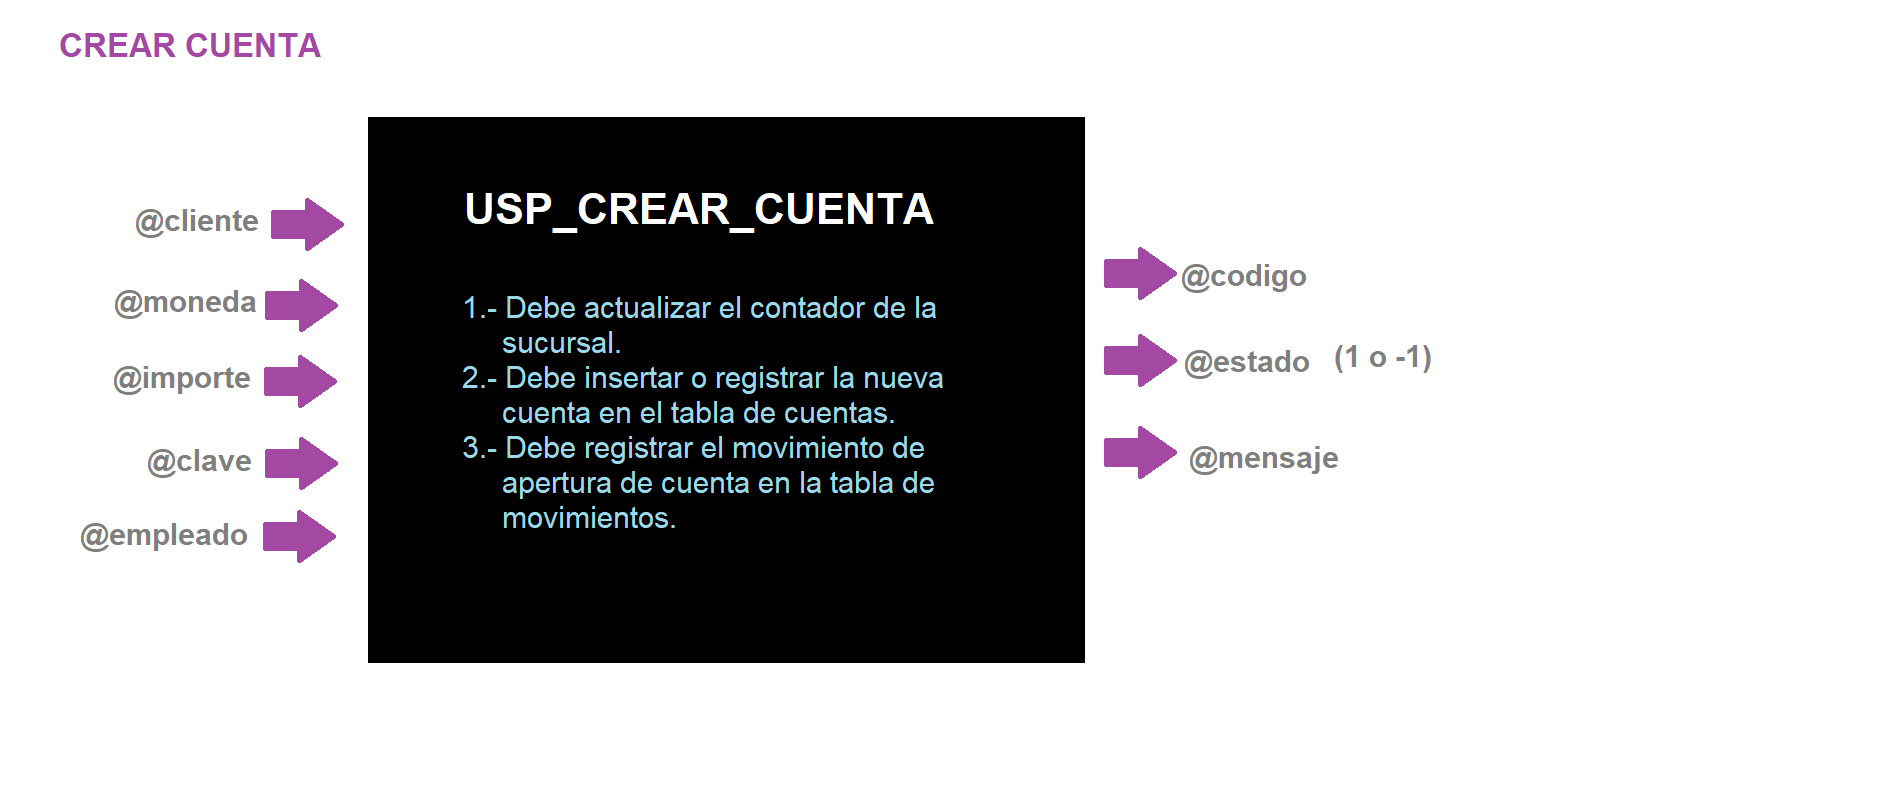 CREAR CUENTA
@cliente
@moneda
@importe
@clave
@empleado
USP_CREAR_CUENTA
1.- Debe actualizar el contador de la
sucursal.
2.- Debe insertar o registrar la nueva
cuenta en el tabla de cuentas.
3.- Debe registrar el movimiento de
apertura de cuenta en la tabla de
movimientos.
@codigo
@estado (1 o -1)
@mensaje